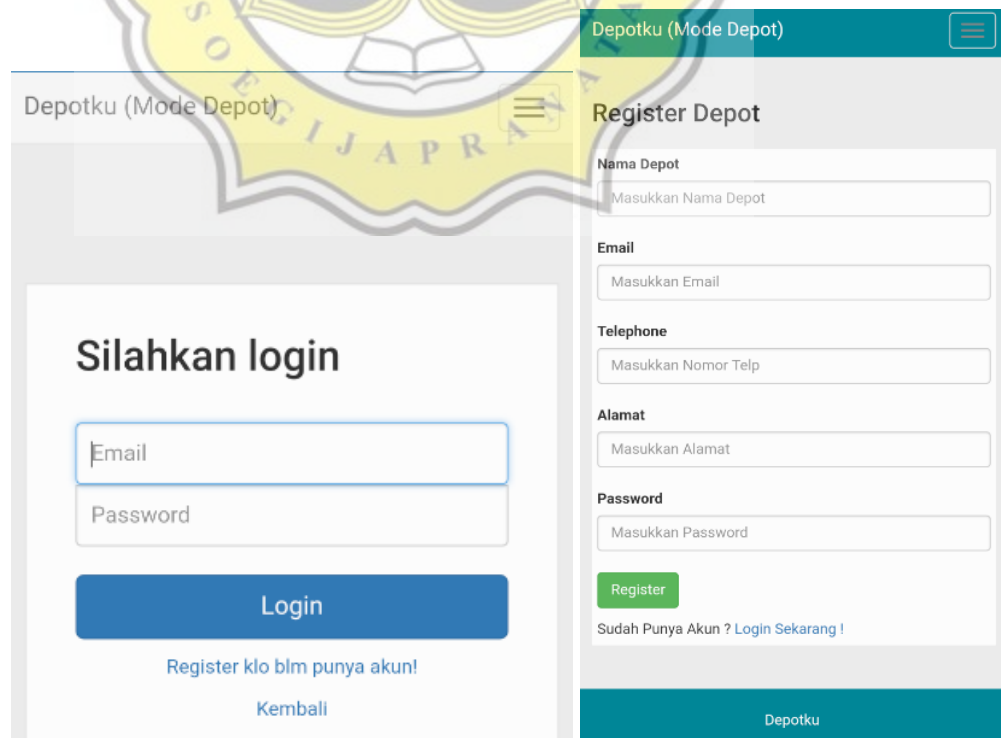 SOEGIJAPRANATA
Depotku (Mode Depot)
Silahkan login
Email
Password
Login
Register klo blm punya akun!
Kembali
Depotku (Mode Depot)
Register Depot
Nama Depot
Masukkan Nama Depot
Email
Masukkan Email
Telephone
Masukkan Nomor Telp
Alamat
Masukkan Alamat
Password
Masukkan Password
Register
Sudah Punya Akun ? Login Sekarang !
Depotku